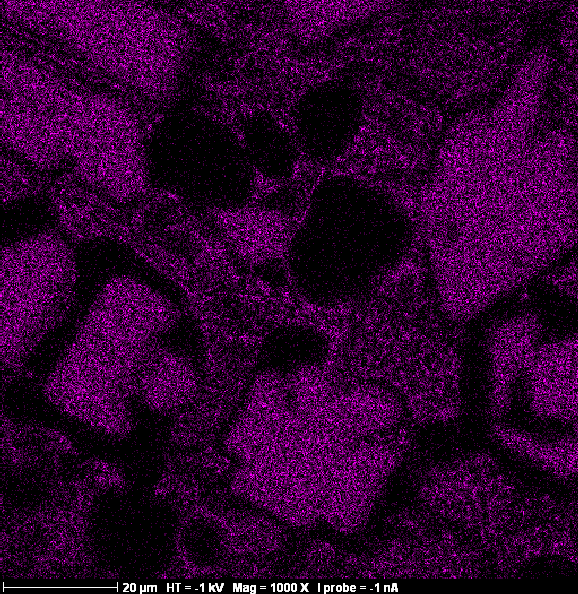 20 µm HT = -1 kV Mag = 1000 X I probe = -1 nA